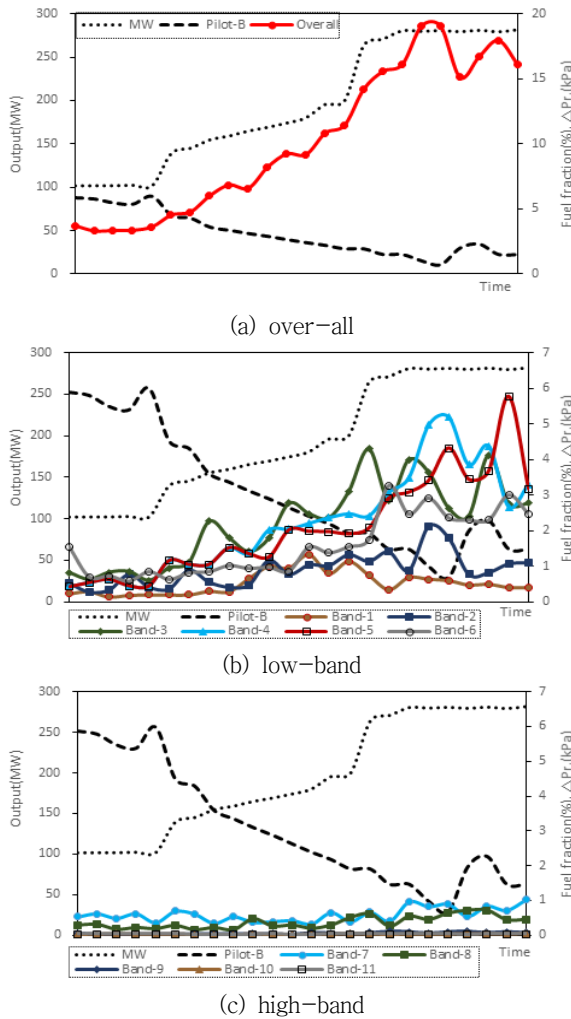 MW Pilot-B Overall
300
250
200
150
100
50
0
Output(MW)
20
15
10
5
0
Fuel fraction(%), △Pr.(kPa)
Time
(a) over-all
300
250
200
150
100
50
0
Output(MW)
7
6
5
4
3
2
1
0
Fuel fraction(%), △Pr.(kPa)
Time
MW Pilot-B Band-1 Band-2
Band-3 Band-4 Band-5 Band-6
(b) low-band
300
250
200
150
100
50
0
Output(MW)
7
6
5
4
3
2
1
0
Fuel fraction(%), △Pr.(kPa)
Time
MW Pilot-B Band-7 Band-8
Band-9 Band-10 Band-11
(c) high-band